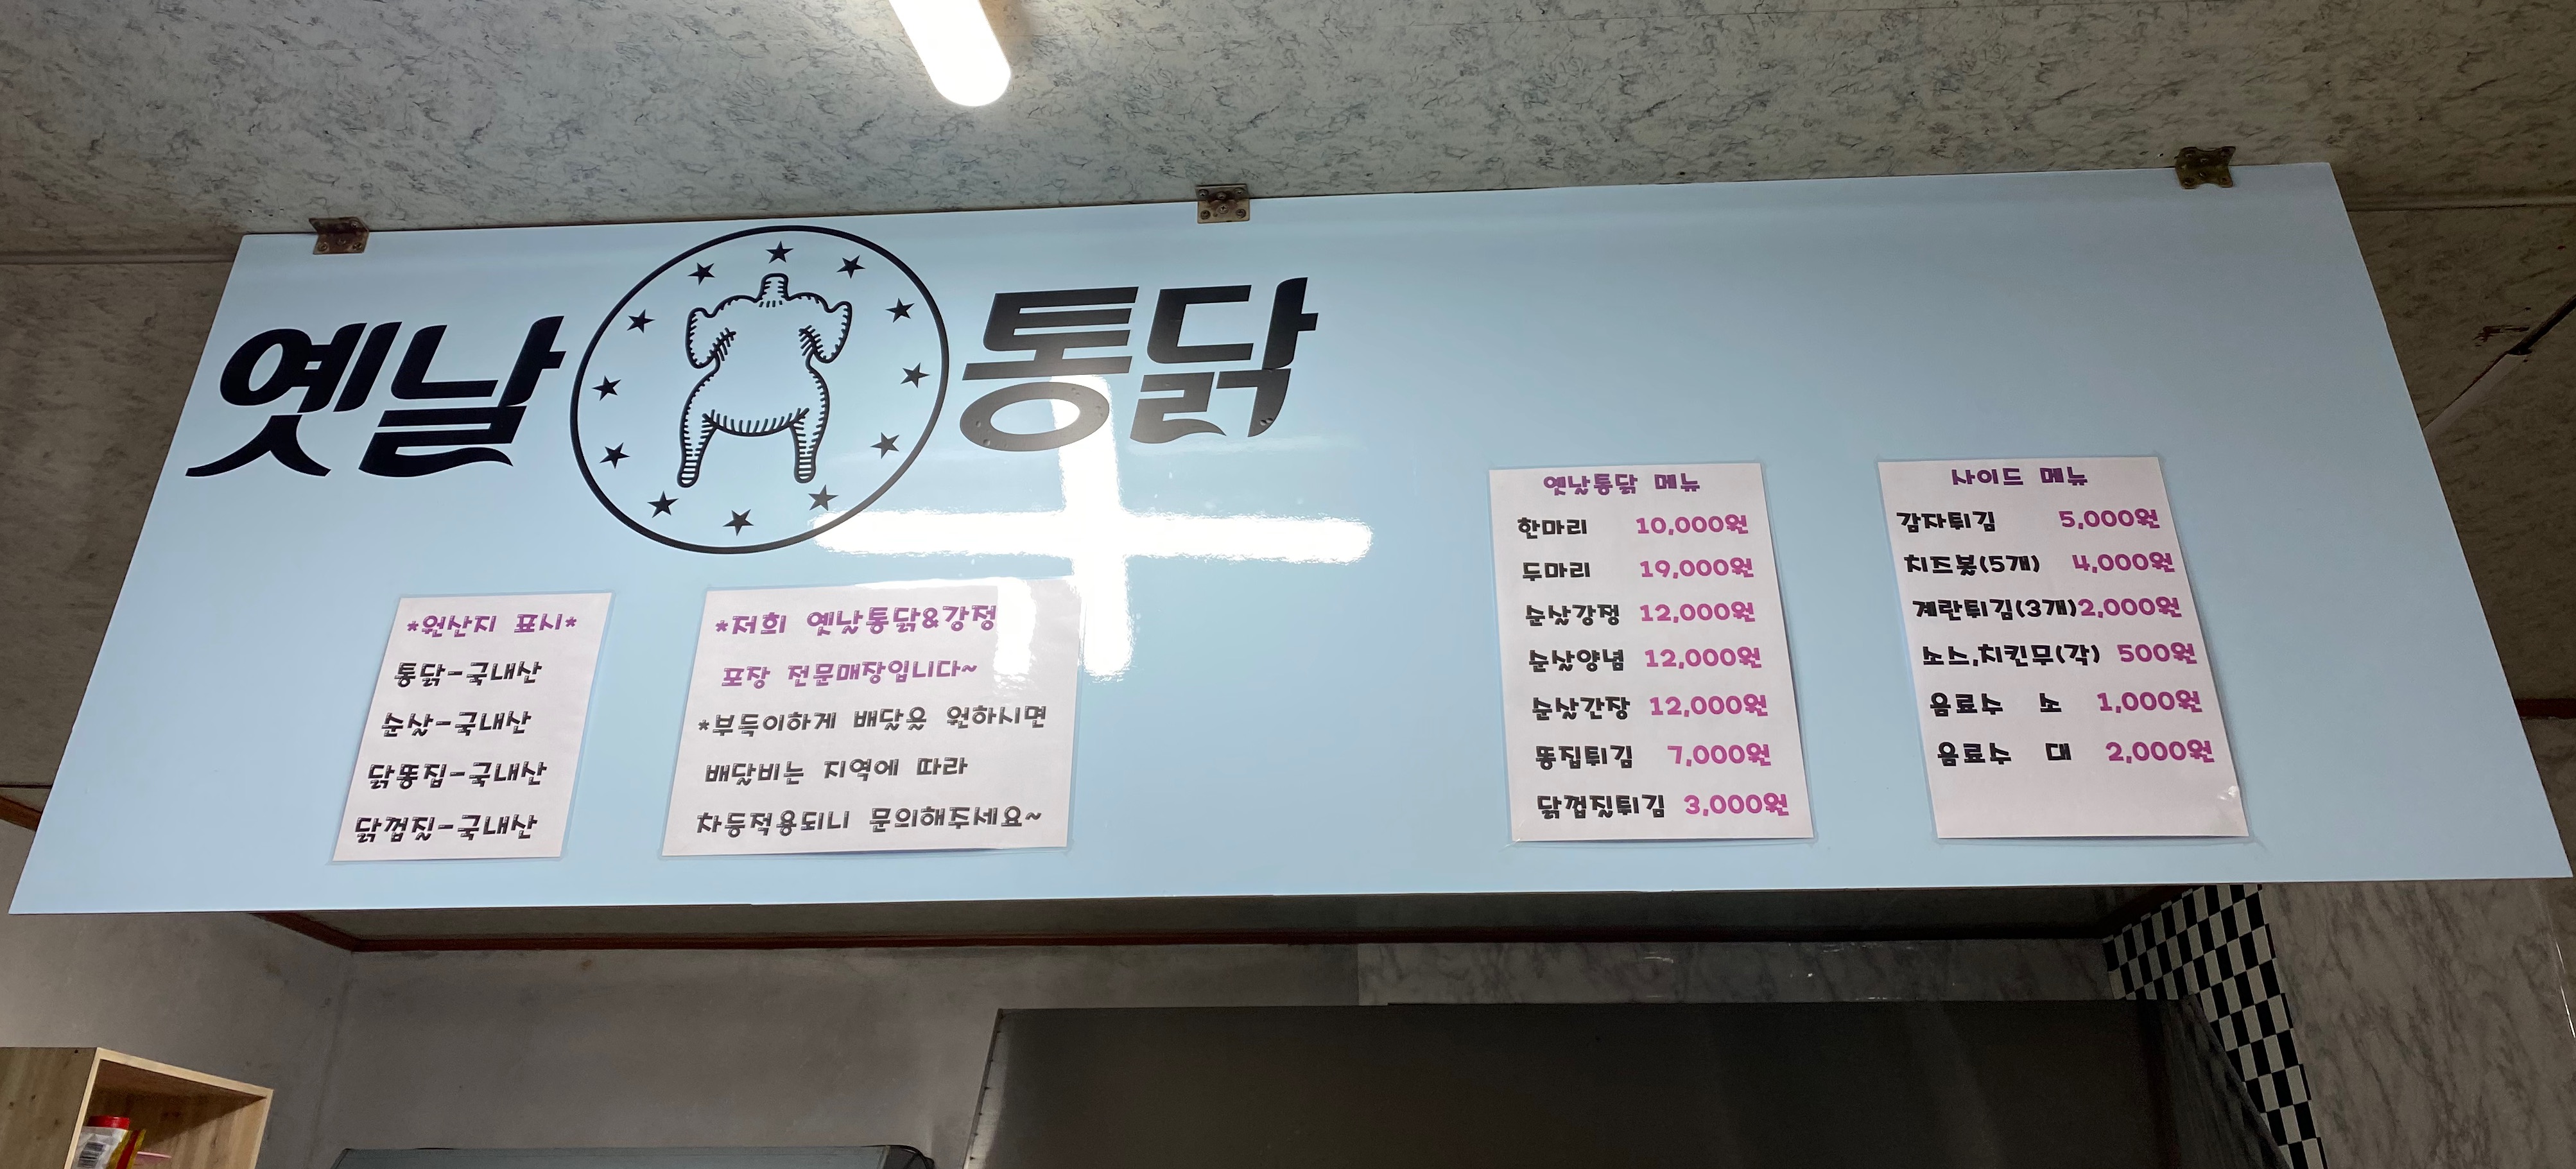 옛날 통닭
*원산지 표시*
통닭-국내산
순살-국내산
닭똥집-국내산
닭껍질-국내산
*저희 옛날통닭&강정
포장 전문매장입니다~
*부득이하게 배달을 원하시면
배달비는 지역에 따라
차등적용되니 문의해주세요~
옛날통닭 메뉴
한마리 10,000원
두마리 19,000원
순살강정 12,000원
순살양념 12,000원
순살간장 12,000원
똥집튀김 7,000원
닭껍질튀김 3,000원
사이드 메뉴
감자튀김 5,000원
치즈볼(5개) 4,000원
계란튀김(3개)2,000원
소스,치킨무(각) 500원
음료수 소 1,000원
음료수 대 2,000원